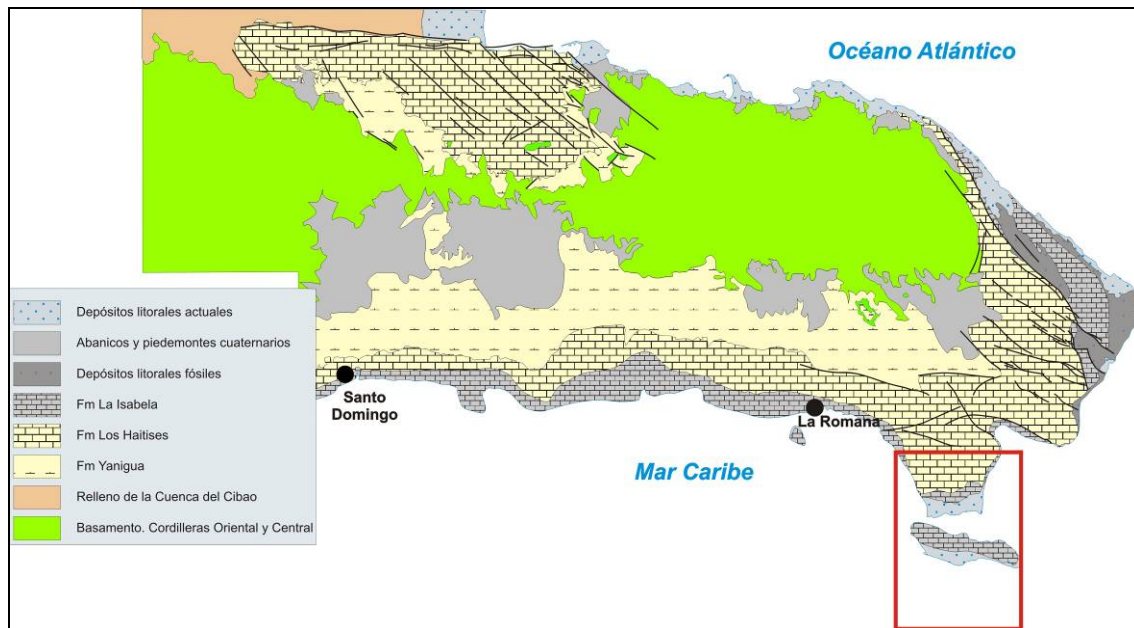 Océano Atlántico
Depósitos litorales actuales
Abanicos y piedemontes cuaternarios
Depósitos litorales fósiles
Fm La Isabela
Fm Los Haitises
Fm Yanigua
Relleno de la Cuenca del Cibao
Basamento. Cordilleras Oriental y Central
Santo
Domingo
La Romana
Mar Caribe